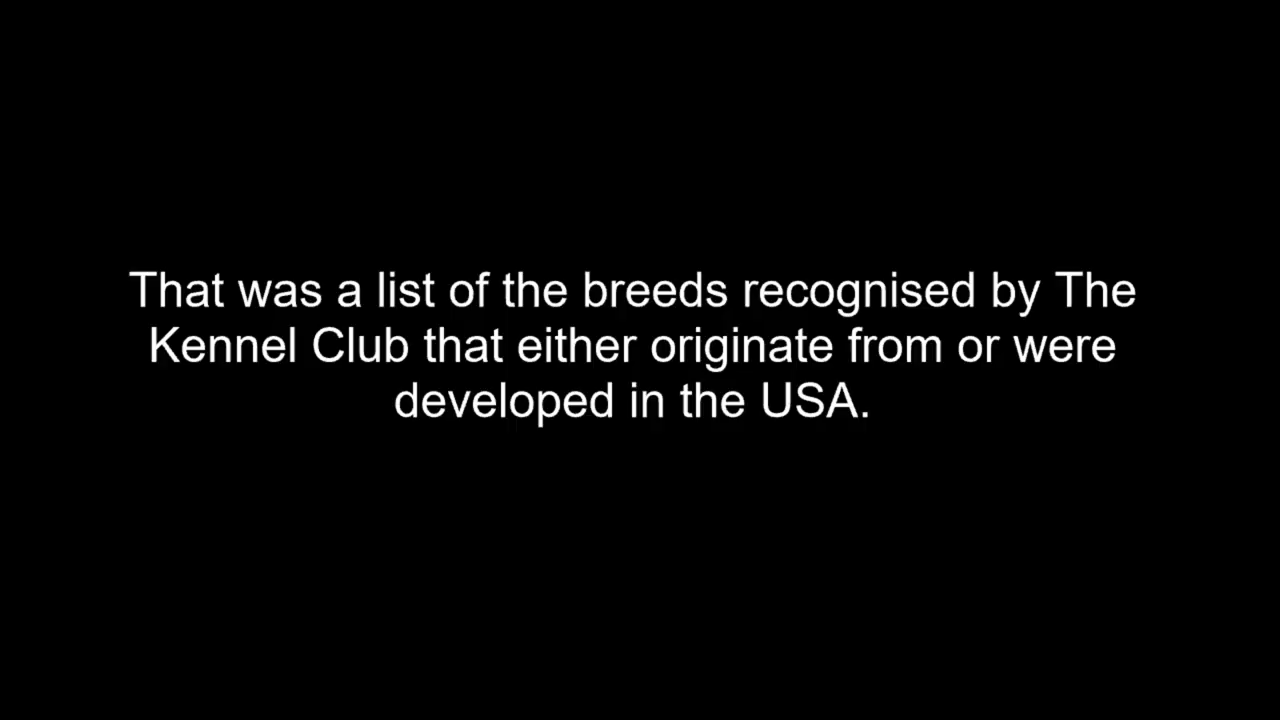 That was a list of the breeds recognised by The
Kennel Club that either originate from or were
developed in the USA.